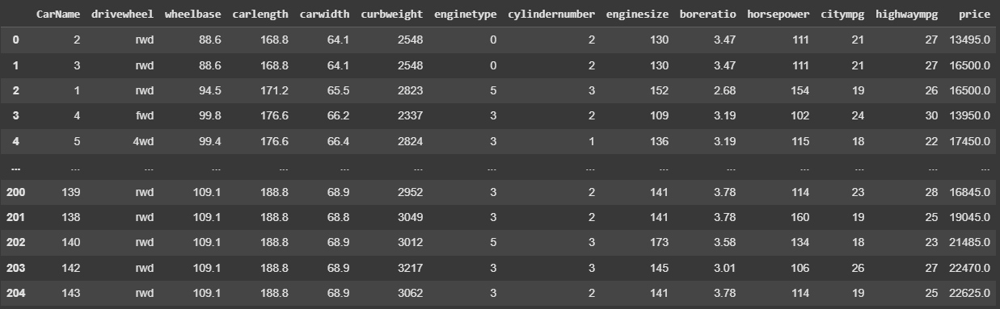 CarName drivewheel wheelbase carlength carwidth curbweight enginetype cylindernumber enginesize boreratio horsepower citympg highwaympg price
0 2 rwd 88.6 168.8 64.1 2548 0 2 130 3.47 111 21 27 13495.0
1 3 rwd 88.6 168.8 64.1 2548 0 2 130 3.47 111 21 27 16500.0
2 1 rwd 94.5 171.2 65.5 2823 5 3 152 2.68 154 19 26 16500.0
3 4 fwd 99.8 176.6 66.2 2337 3 2 109 3.19 102 24 30 13950.0
4 5 4wd 99.4 176.6 66.4 2824 3 1 136 3.19 115 18 22 17450.0
... ... ... ... ... ... ... ... ... ... ... ... ... ... ...
200 139 rwd 109.1 188.8 68.9 2952 3 2 141 3.78 114 23 28 16845.0
201 138 rwd 109.1 188.8 68.8 3049 3 2 141 3.78 160 19 25 19045.0
202 140 rwd 109.1 188.8 68.9 3012 5 3 173 3.58 134 18 23 21485.0
203 142 rwd 109.1 188.8 68.9 3217 3 3 145 3.01 106 26 27 22470.0
204 143 rwd 109.1 188.8 68.9 3062 3 2 141 3.78 114 19 25 22625.0